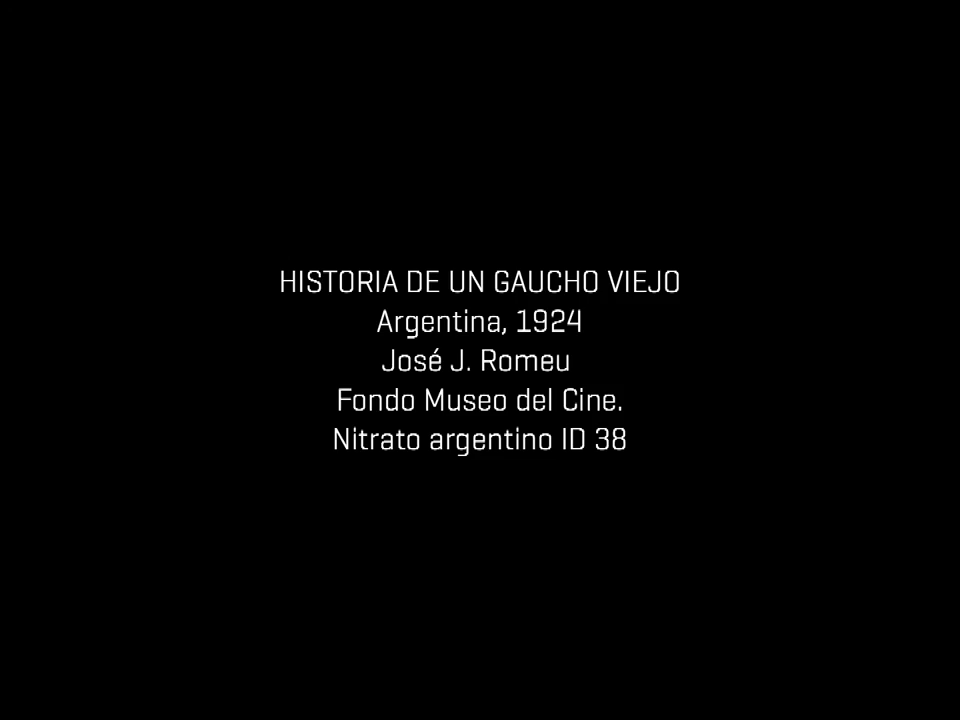 HISTORIA DE UN GAUCHO VIEJO
Argentina, 1924
José J. Romeu
Fondo Museo del Cine.
Nitrato argentino ID 38